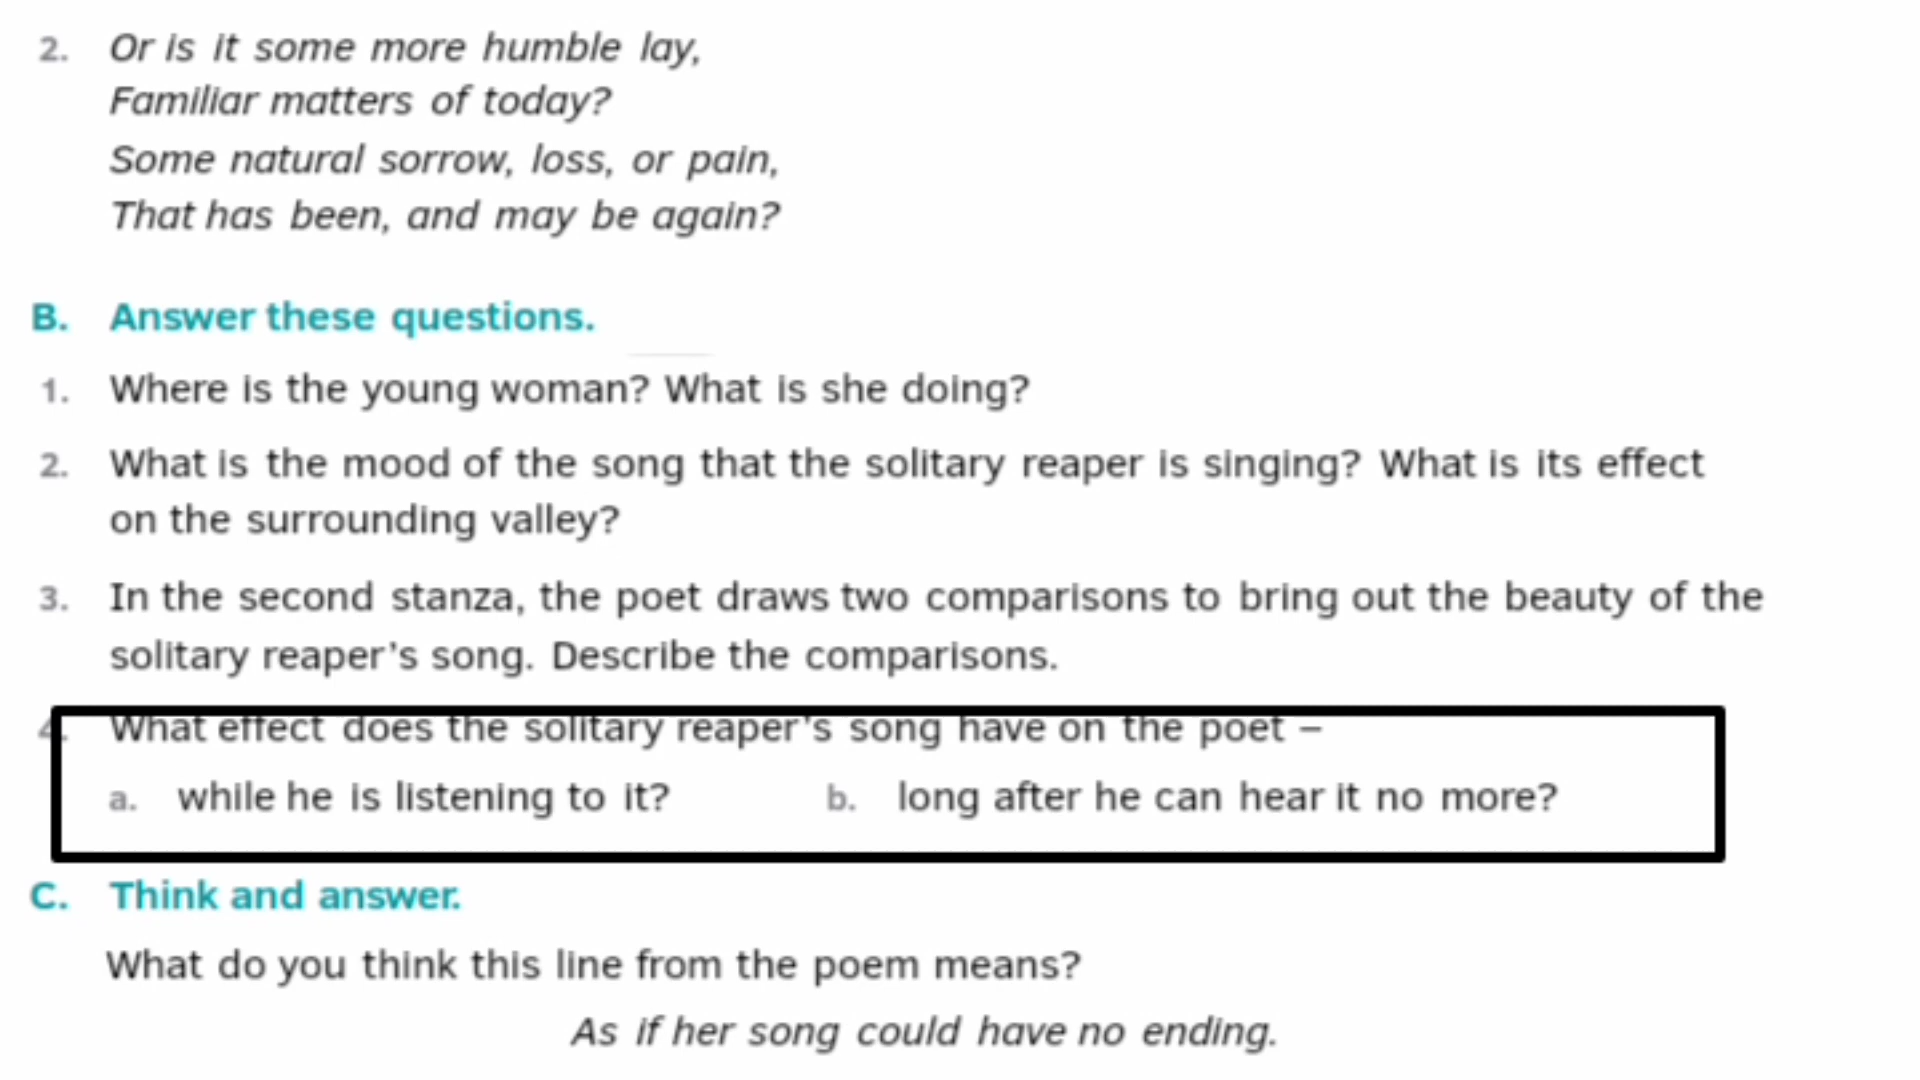 2. Or is it some more humble lay,
Familiar matters of today?
Some natural sorrow, loss, or pain,
That has been, and may be again?
B. Answer these questions.
1. Where is the young woman? What is she doing?
2. What is the mood of the song that the solitary reaper is singing? What is its effect
on the surrounding valley?
3. In the second stanza, the poet draws two comparisons to bring out the beauty of the
solitary reaper's song. Describe the comparisons.
4. What effect does the solitary reaper's song have on the poet –
a. while he is listening to it? b. long after he can hear it no more?
C. Think and answer.
What do you think this line from the poem means?
As if her song could have no ending.